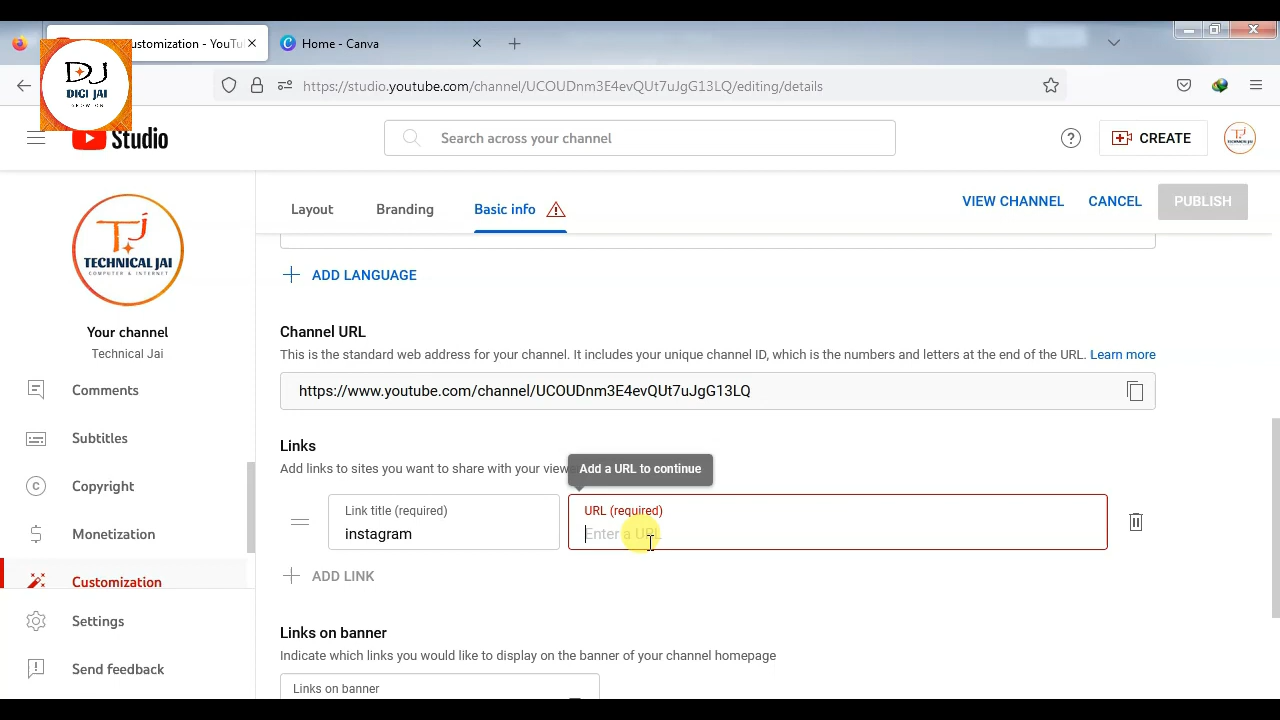 ustomization - YouTu
Home - Canva
DJ
DIGI JAI
SHOW ON
https://studio.youtube.com/channel/UCOUDnm3E4evQUt7uJgG13LQ/editing/details
Studio
Search across your channel
CREATE
TJ
TECHNICAL JAI
COMPUTER & INTERNET
Your channel
Technical Jai
Comments
Subtitles
Copyright
Monetization
Customization
Settings
Send feedback
Layout
Branding
Basic info
VIEW CHANNEL
CANCEL
PUBLISH
ADD LANGUAGE
Channel URL
This is the standard web address for your channel. It includes your unique channel ID, which is the numbers and letters at the end of the URL. Learn more
https://www.youtube.com/channel/UCOUDnm3E4evQUt7uJgG13LQ
Links
Add links to sites you want to share with your view
Add a URL to continue
Link title (required)
instagram
URL (required)
Enter a URL
ADD LINK
Links on banner
Indicate which links you would like to display on the banner of your channel homepage
Links on banner